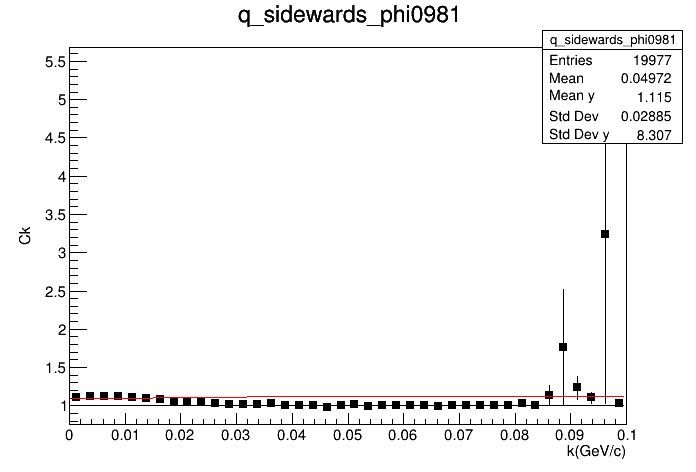 q_sidewards_phi0981
q_sidewards_phi0981
Entries 19977
Mean 0.04972
Mean y 1.115
Std Dev 0.02885
Std Dev y 8.307
5.5
5
4.5
4
3.5
3
2.5
2
1.5
1
Ck
0 0.01 0.02 0.03 0.04 0.05 0.06 0.07 0.08 0.09 0.1
k(GeV/c)